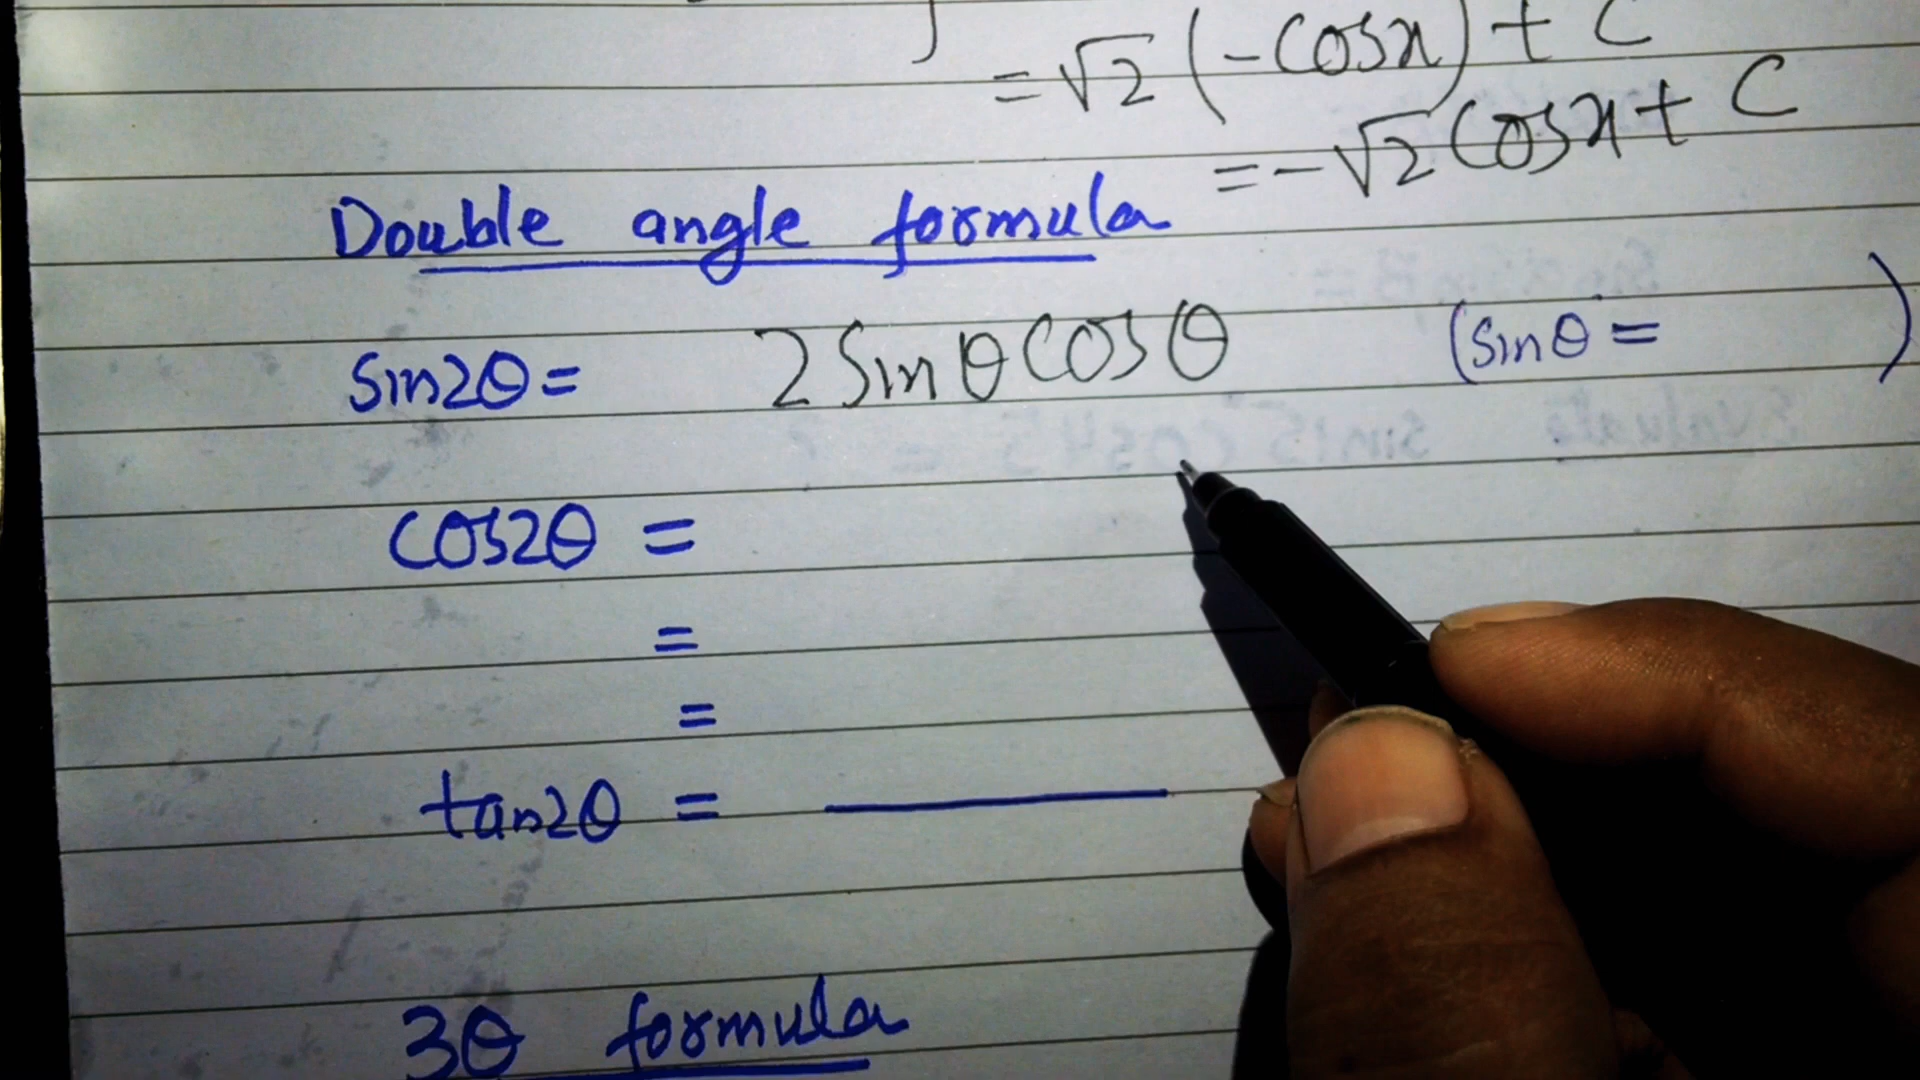 = √2 (-cosx) + C
= -√2 cosx + C
Double angle formula
sin2θ = 2 sinθ cosθ (sinθ = )
cos2θ =
=
=
tan2θ =
3θ formula